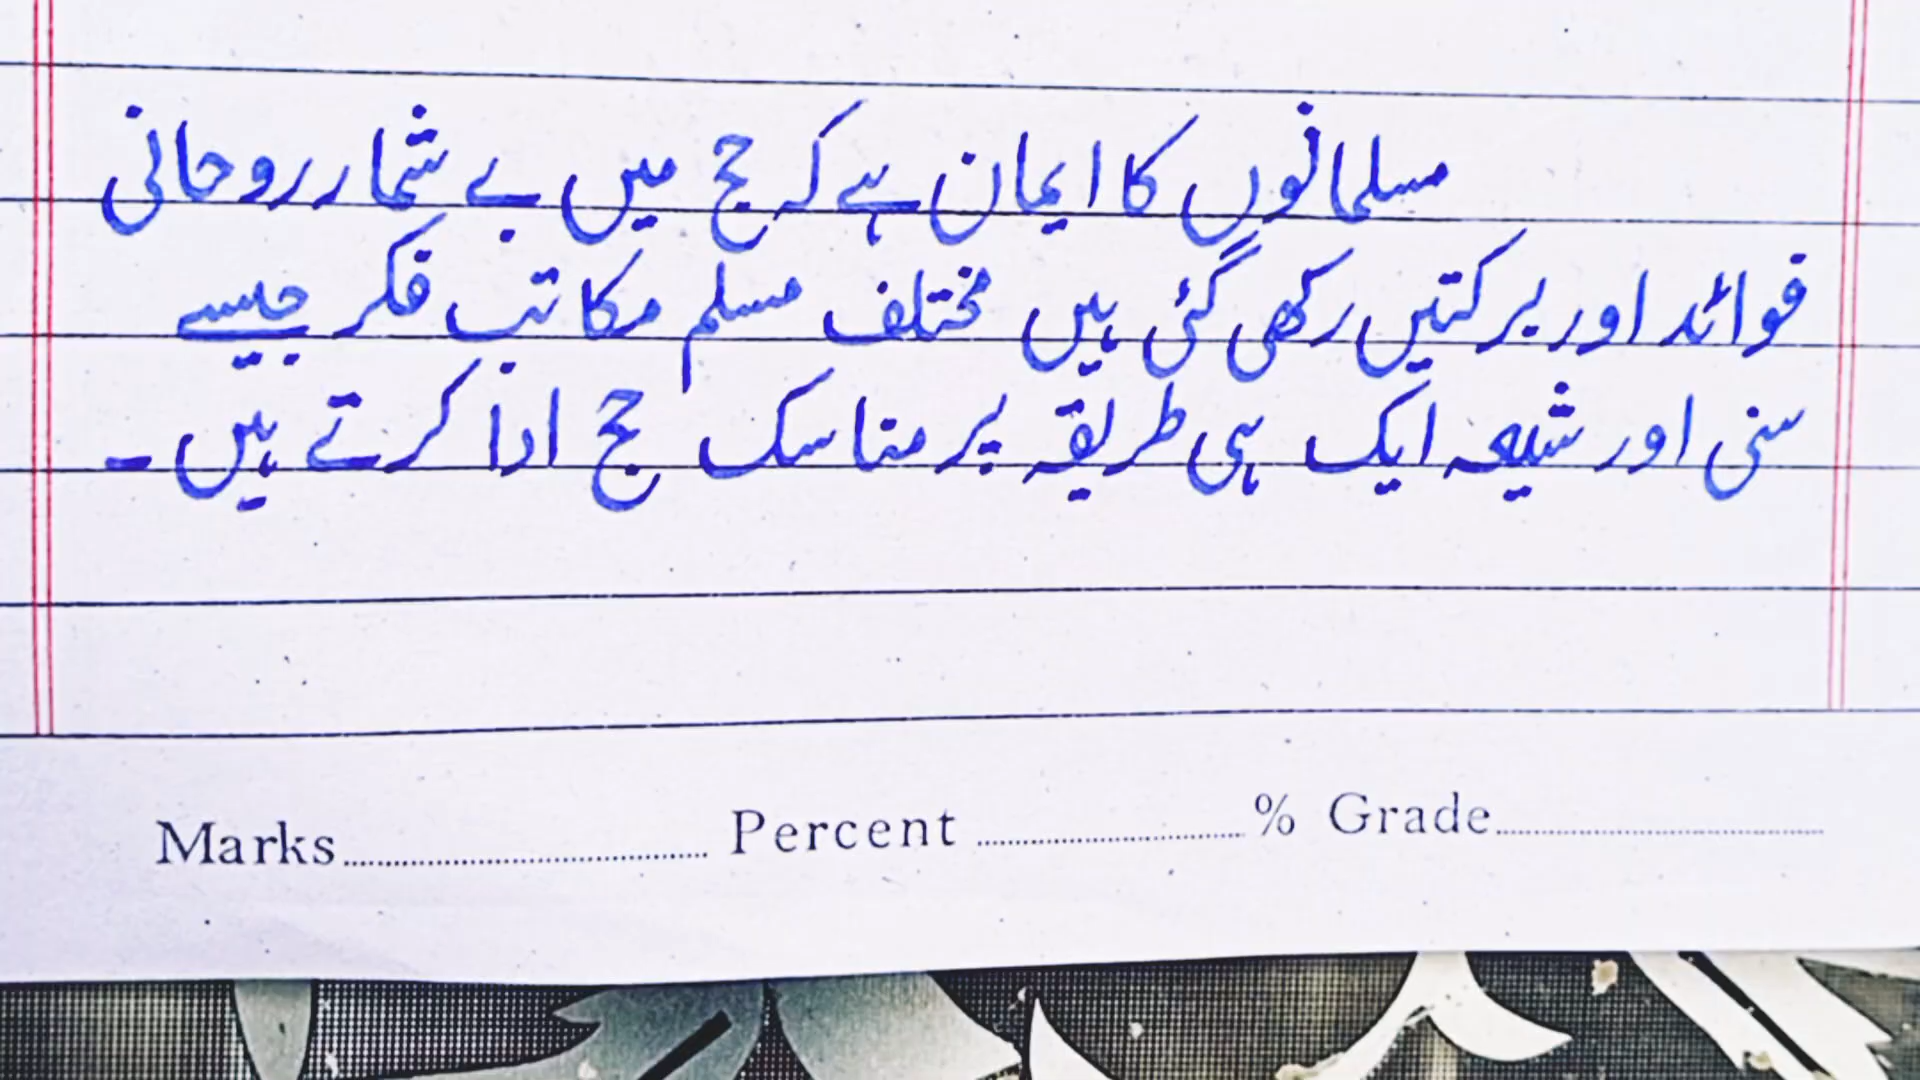 مسلمانوں کا ایمان ہے کہ حج میں بے شمار روحانی
فوائد اور برکتیں رکھی گئی ہیں مختلف مسلم مکاتب فکر جیسے
سنی اور شیعہ ایک ہی طریقہ پر مناسک حج ادا کرتے ہیں ۔
Marks.................... Percent ....................% Grade....................